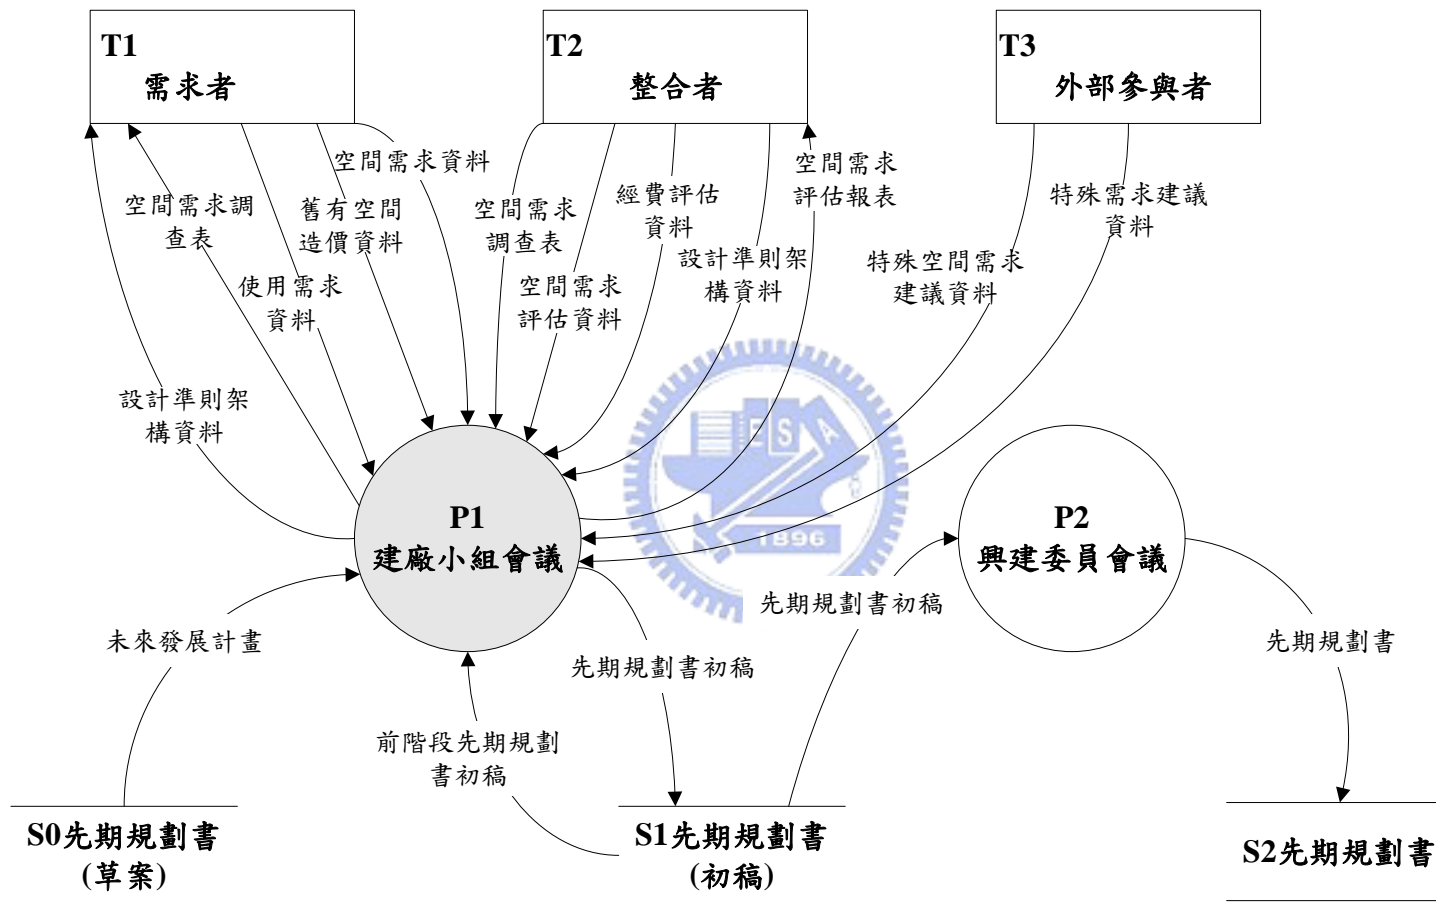 T1
需求者
T2
整合者
T3
外部參與者
空間需求資料
空間需求調
查表
舊有空間
造價資料
使用需求
資料
設計準則架
構資料
空間需求
調查表
空間需求
評估資料
經費評估
資料
設計準則架
構資料
空間需求
評估報表
特殊空間需求
建議資料
特殊需求建議
資料
ESA
1896
P1
建廠小組會議
P2
興建委員會議
未來發展計畫
先期規劃書初稿
先期規劃書初稿
先期規劃書
前階段先期規劃
書初稿
S0先期規劃書
(草案)
S1先期規劃書
(初稿)
S2先期規劃書